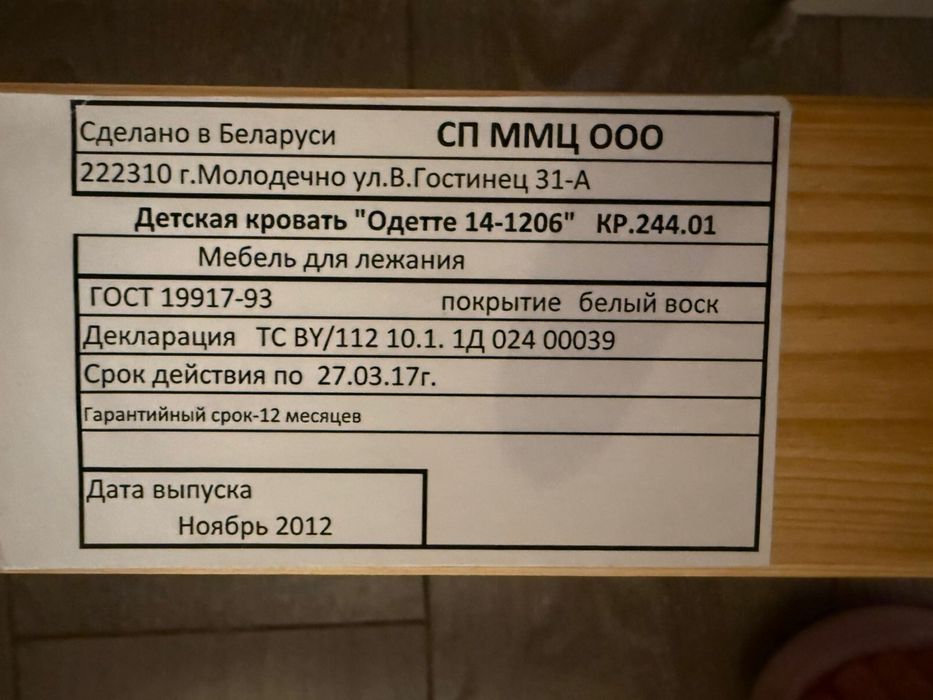 Сделано в Беларуси СП ММЦ ООО
222310 г.Молодечно ул.В.Гостинец 31-А
Детская кровать "Одетте 14-1206" КР.244.01
Мебель для лежания
ГОСТ 19917-93 покрытие белый воск
Декларация ТС BY/112 10.1. 1Д 024 00039
Срок действия по 27.03.17г.
Гарантийный срок-12 месяцев
Дата выпуска
Ноябрь 2012